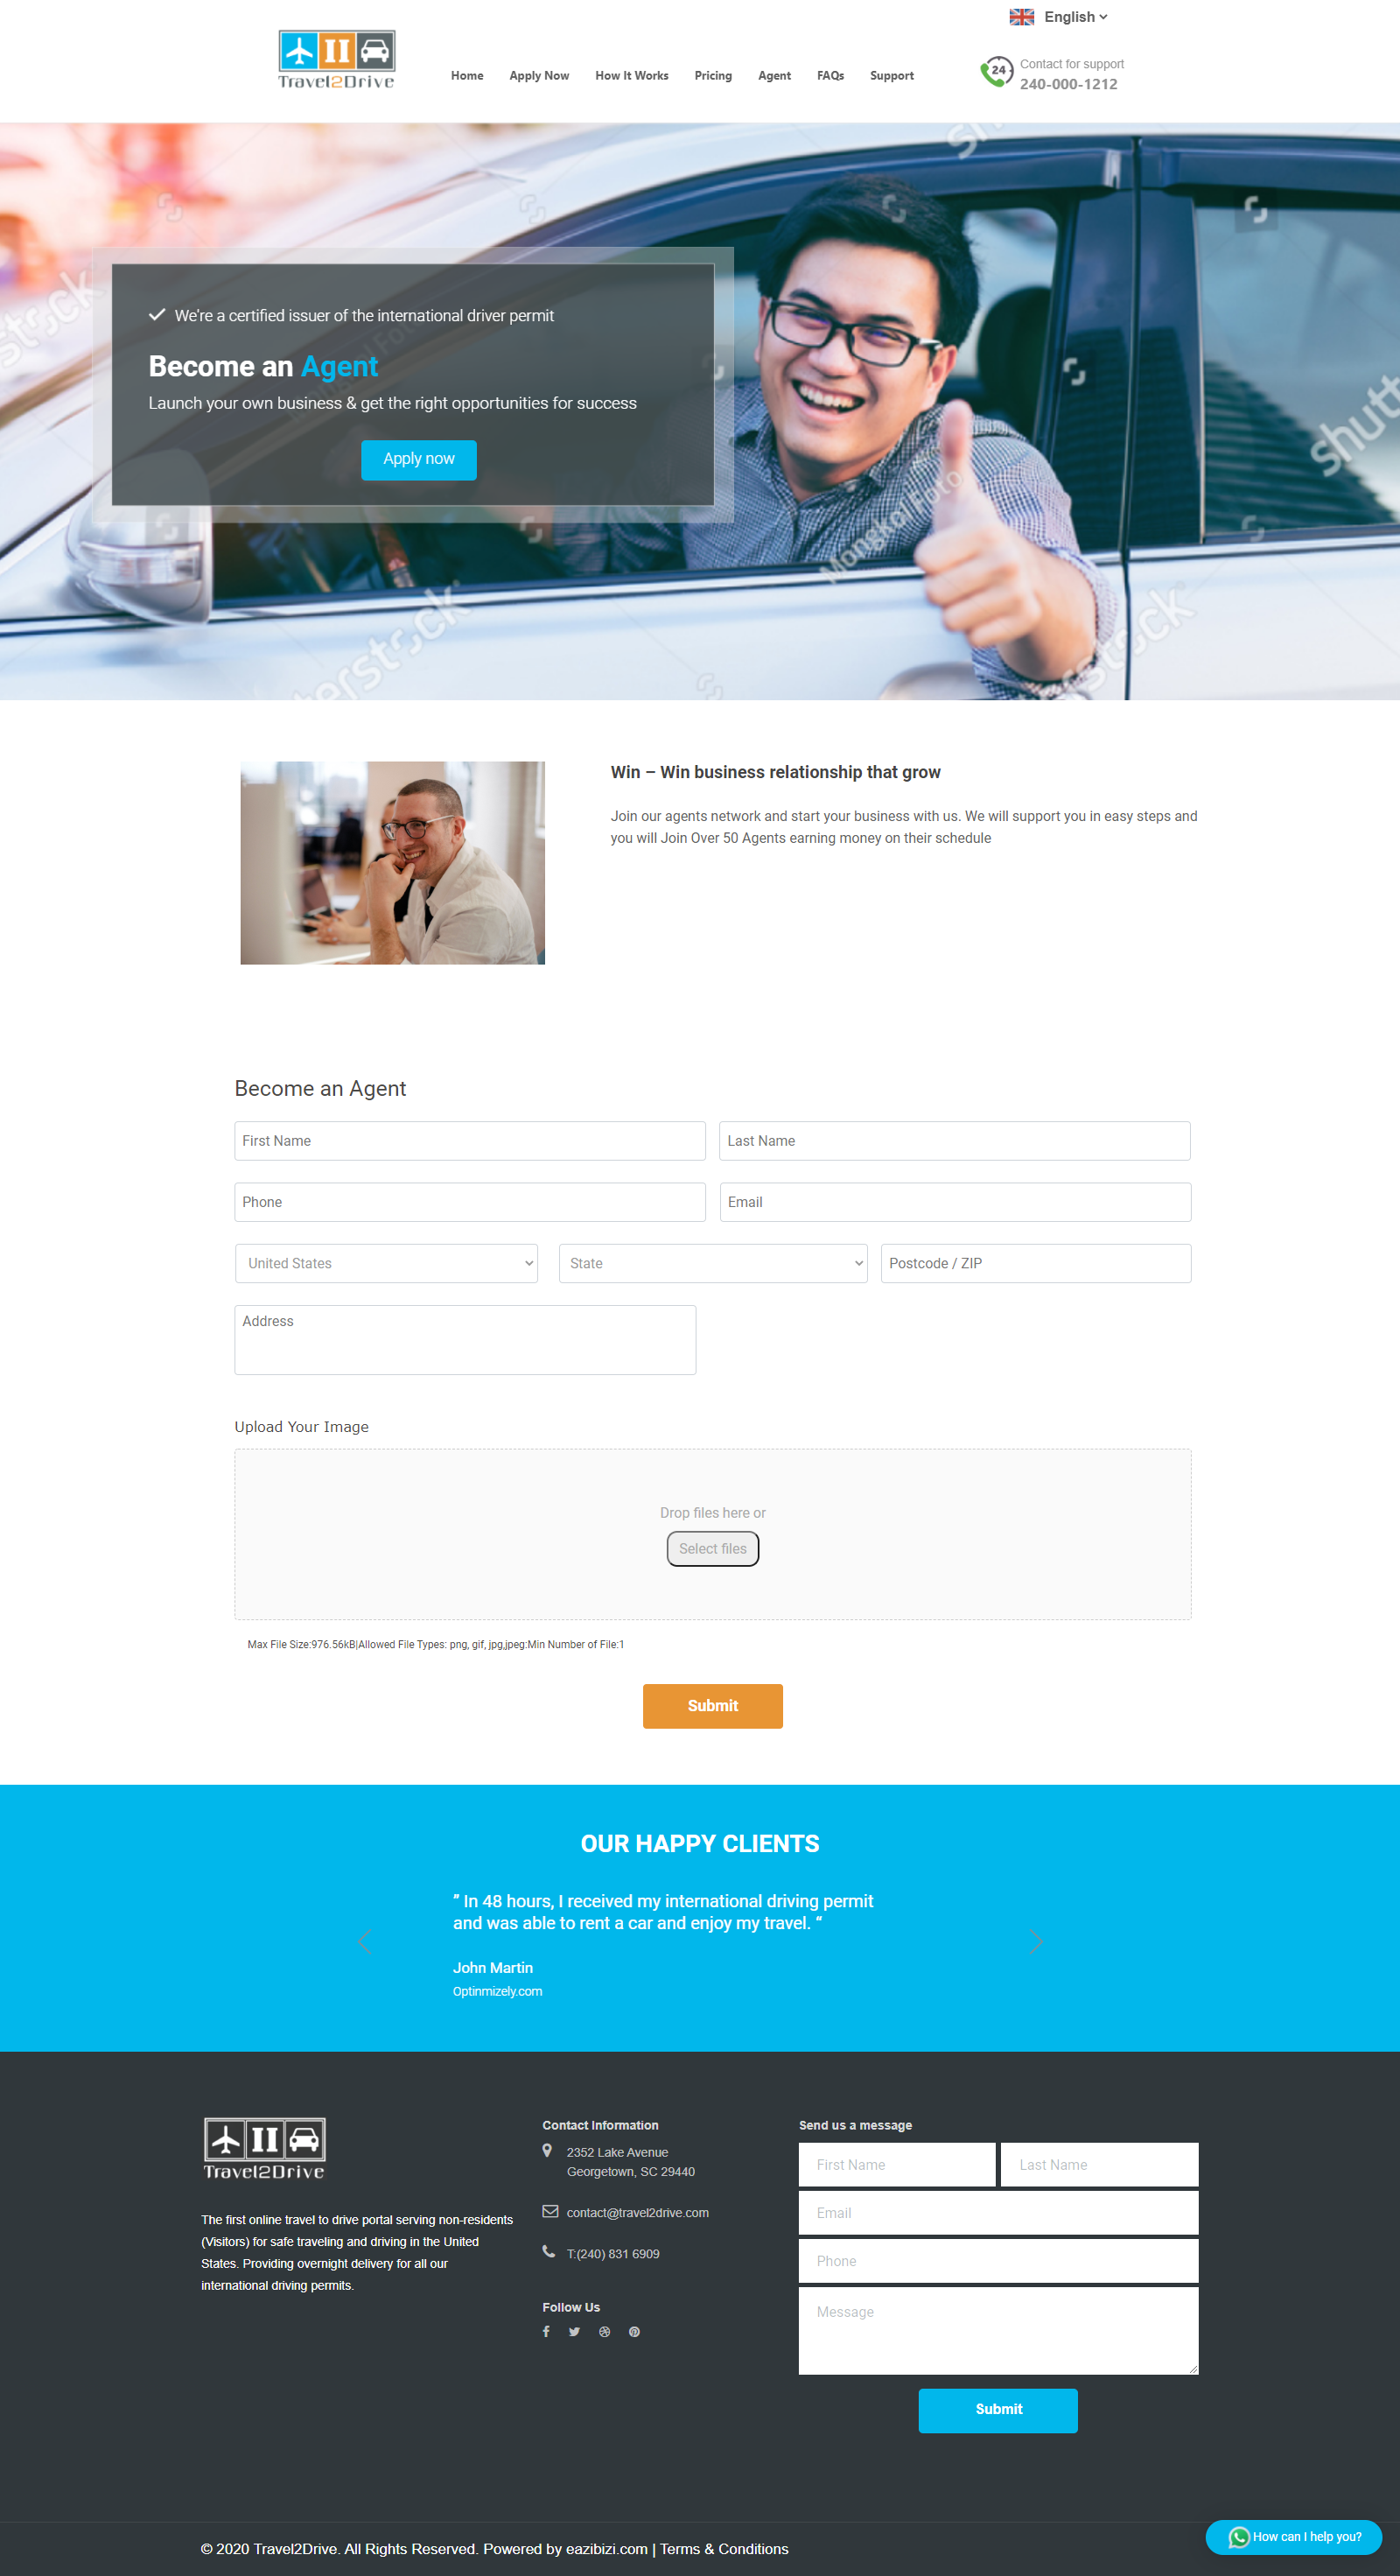 English
Travel2Drive
Home Apply Now How It Works Pricing Agent FAQs Support
24
Contact for support
240-000-1212
We're a certified issuer of the international driver permit
Become an Agent
Launch your own business & get the right opportunities for success
Apply now
Mongkol Foto
shutterstock
Win – Win business relationship that grow
Join our agents network and start your business with us. We will support you in easy steps and
you will Join Over 50 Agents earning money on their schedule
Become an Agent
First Name Last Name
Phone Email
United States State Postcode / ZIP
Address
Upload Your Image
Drop files here or
Select files
Max File Size:976.56kB|Allowed File Types: png, gif, jpg,jpeg:Min Number of File:1
Submit
OUR HAPPY CLIENTS
” In 48 hours, I received my international driving permit
and was able to rent a car and enjoy my travel. “
John Martin
Optinmizely.com
Travel2Drive
The first online travel to drive portal serving non-residents
(Visitors) for safe traveling and driving in the United
States. Providing overnight delivery for all our
international driving permits.
Contact Information
2352 Lake Avenue
Georgetown, SC 29440
contact@travel2drive.com
T:(240) 831 6909
Follow Us
Send us a message
First Name Last Name
Email
Phone
Message
Submit
© 2020 Travel2Drive. All Rights Reserved. Powered by eazibizi.com | Terms & Conditions
How can I help you?